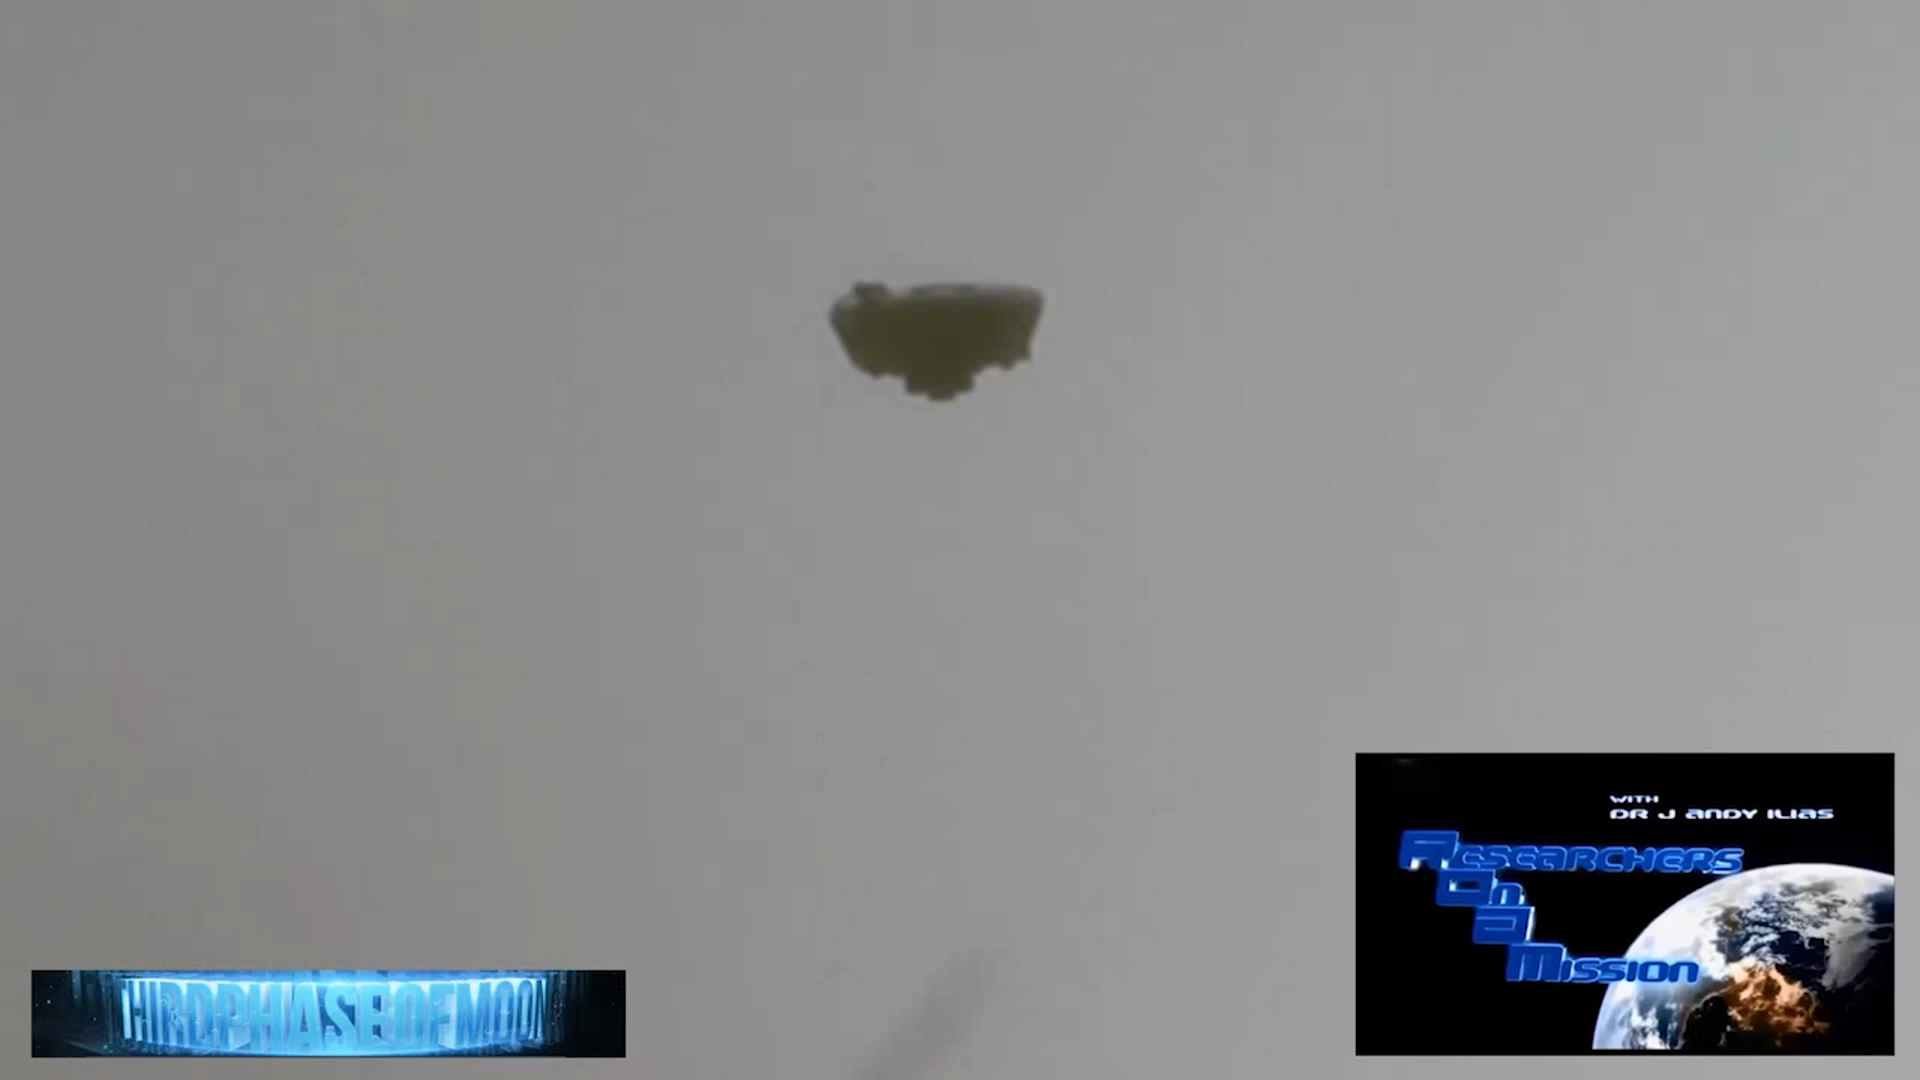 WITH
DR J ANDY ILIAS
RESEARCHERS
On
a
MISSION
THIRDPHASEOFMOON